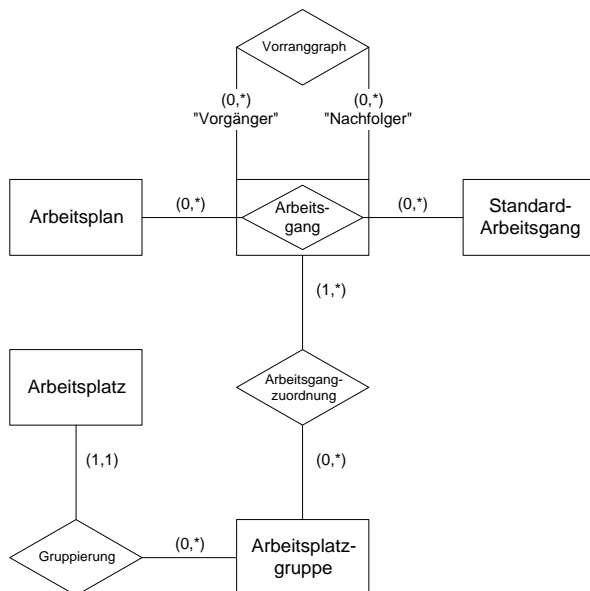 Vorranggraph
(0,*)
"Vorgänger"
(0,*)
"Nachfolger"
Arbeitsplan
(0,*)
Arbeits-
gang
(0,*)
Standard-
Arbeitsgang
(1,*)
Arbeitsplatz
Arbeitsgang-
zuordnung
(1,1)
(0,*)
Gruppierung
(0,*)
Arbeitsplatz-
gruppe